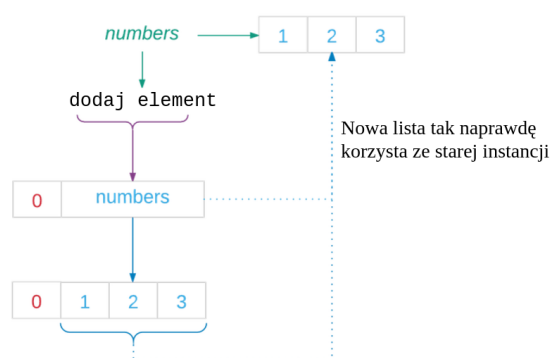 numbers
1 2 3
dodaj element
Nowa lista tak naprawdę
korzysta ze starej instancji
0 numbers
0 1 2 3